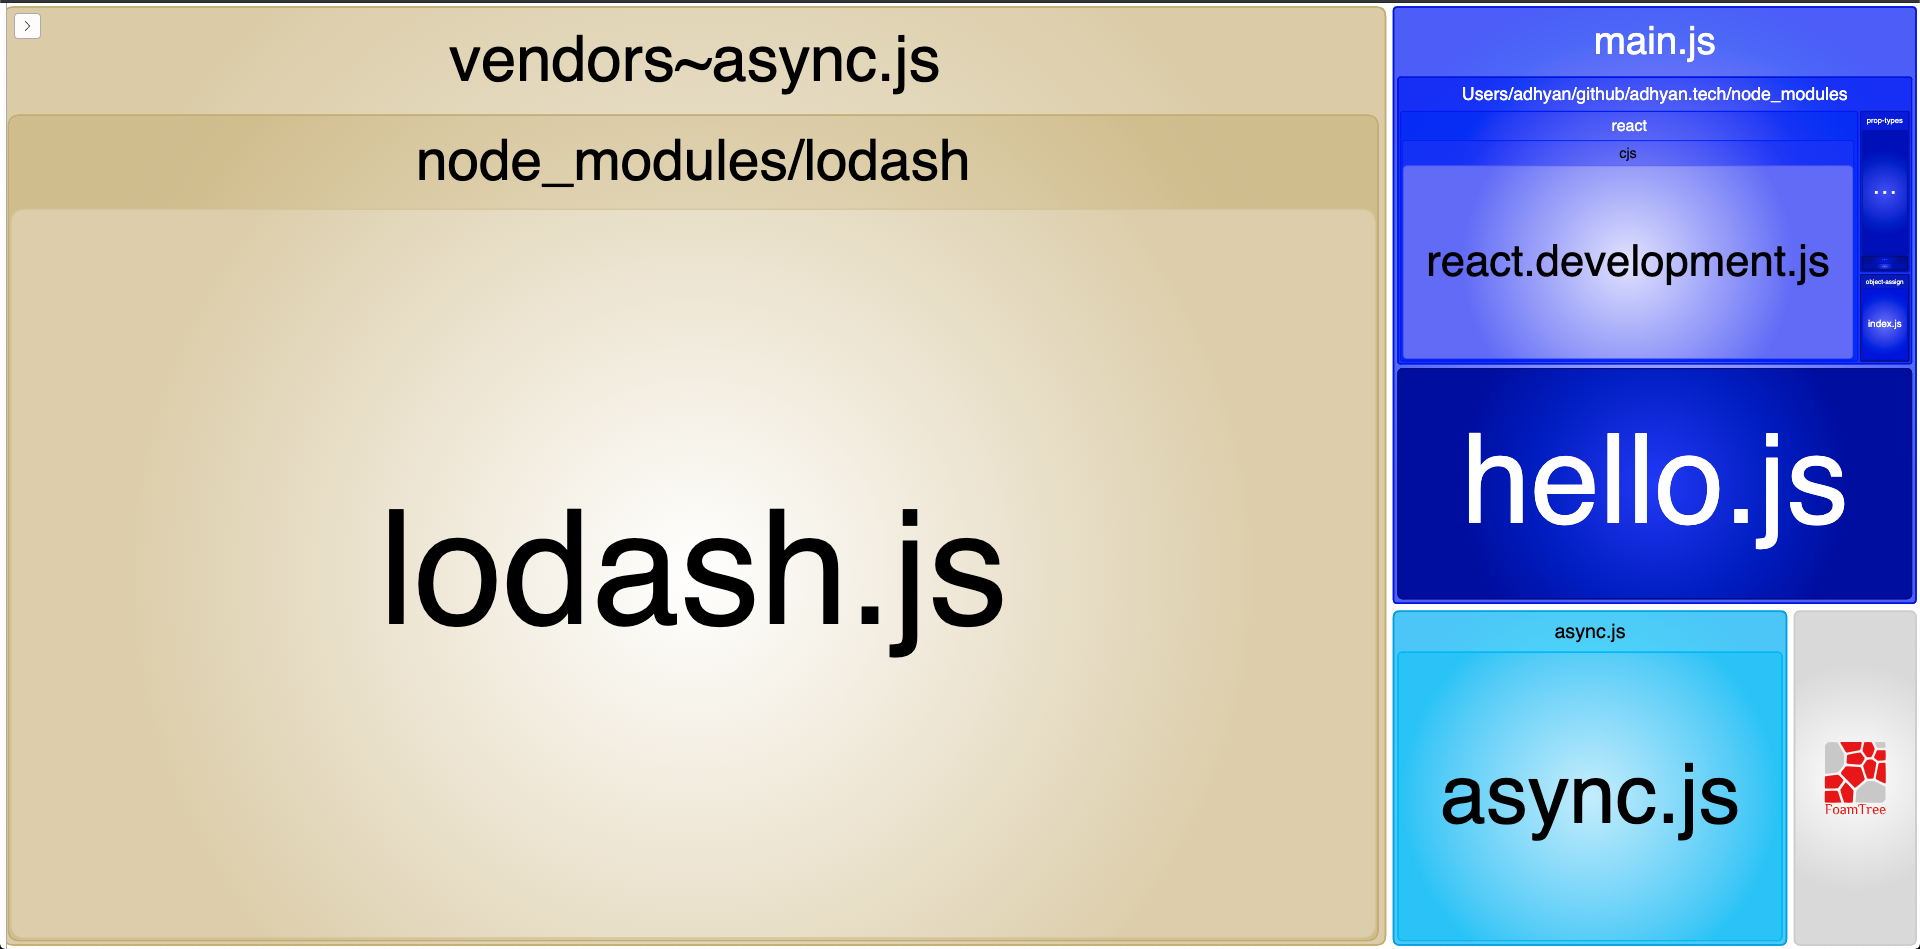 vendors~async.js
node_modules/lodash
lodash.js
main.js
Users/adhyan/github/adhyan.tech/node_modules
react
cjs
react.development.js
prop-types
...
object-assign
index.js
hello.js
async.js
async.js
FoamTree